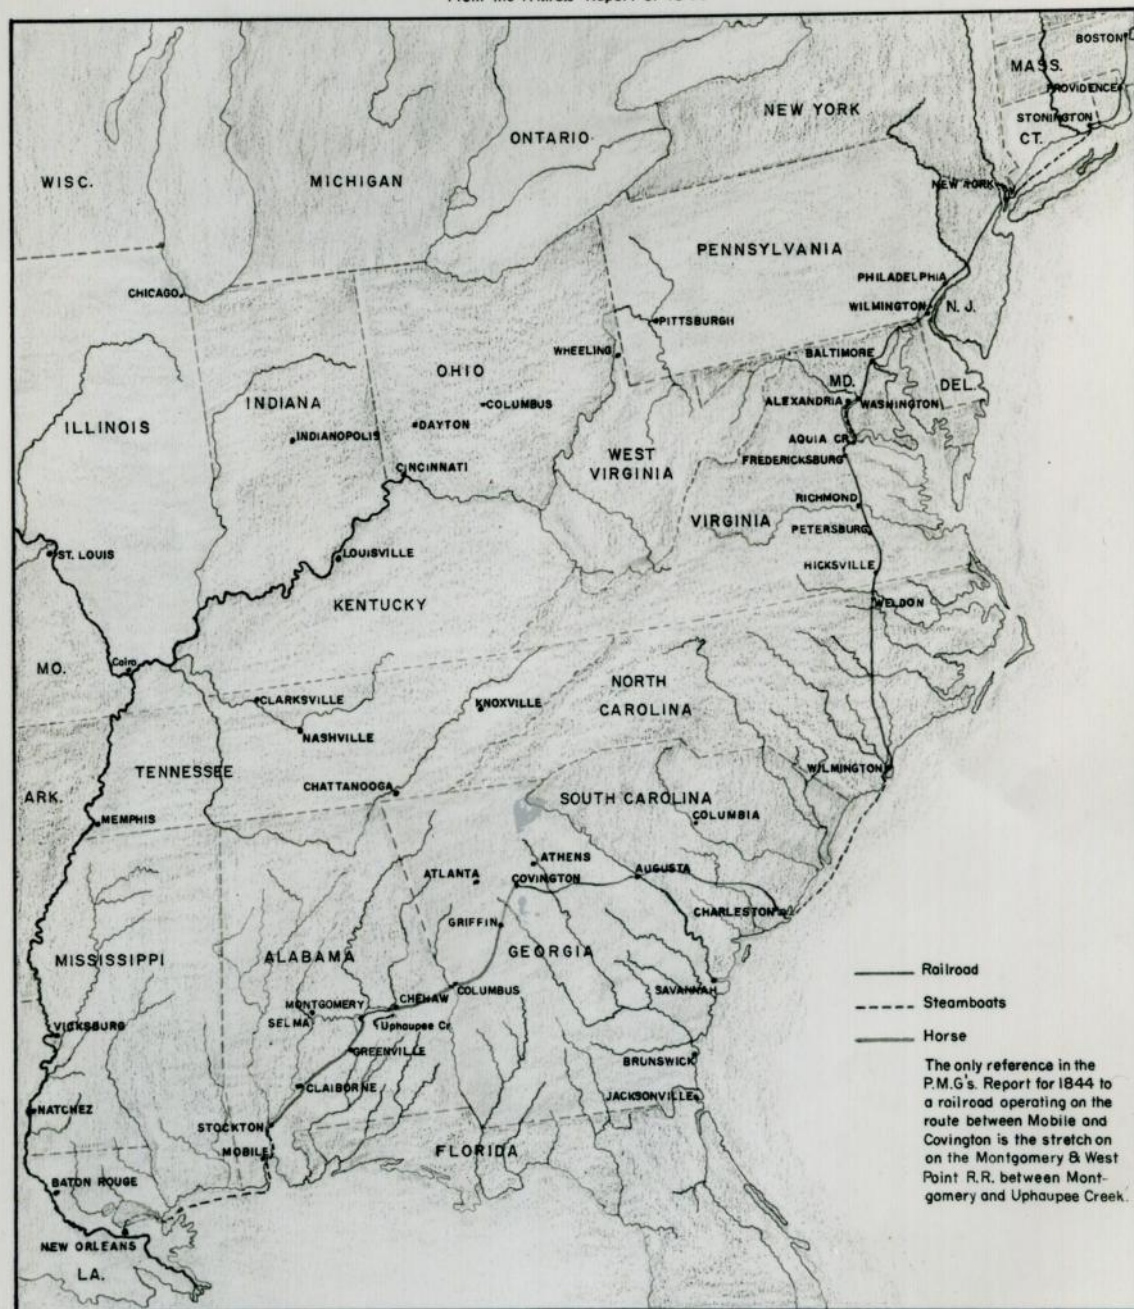 BOSTON
MASS.
PROVIDENCE
NEW YORK
STONINGTON
CT.
ONTARIO
WISC.
MICHIGAN
NEW YORK
PENNSYLVANIA
PHILADELPHIA
CHICAGO
WILMINGTON
N. J.
PITTSBURGH
WHEELING
BALTIMORE
OHIO
MD.
DEL.
INDIANA
COLUMBUS
ALEXANDRIA
WASHINGTON
ILLINOIS
DAYTON
INDIANOPOLIS
AQUIA CR.
WEST
VIRGINIA
FREDERICKSBURG
CINCINNATI
RICHMOND
VIRGINIA
PETERSBURG
ST. LOUIS
LOUISVILLE
HICKSVILLE
KENTUCKY
WELDON
MO.
Cairo
NORTH
CAROLINA
CLARKSVILLE
KNOXVILLE
NASHVILLE
TENNESSEE
WILMINGTON
CHATTANOOGA
ARK.
SOUTH CAROLINA
MEMPHIS
COLUMBIA
ATHENS
ATLANTA
COVINGTON
AUGUSTA
CHARLESTON
GRIFFIN
GEORGIA
MISSISSIPPI
ALABAMA
COLUMBUS
SAVANNAH
MONTGOMERY
CHEHAW
SELMA
Uphaupee Cr.
VICKSBURG
GREENVILLE
BRUNSWICK
CLAIBORNE
JACKSONVILLE
NATCHEZ
STOCKTON
MOBILE
FLORIDA
BATON ROUGE
NEW ORLEANS
LA.
Railroad
Steamboats
Horse
The only reference in the
P.M.G's. Report for 1844 to
a railroad operating on the
route between Mobile and
Covington is the stretch on
on the Montgomery & West
Point R.R. between Mont-
gomery and Uphaupee Creek.